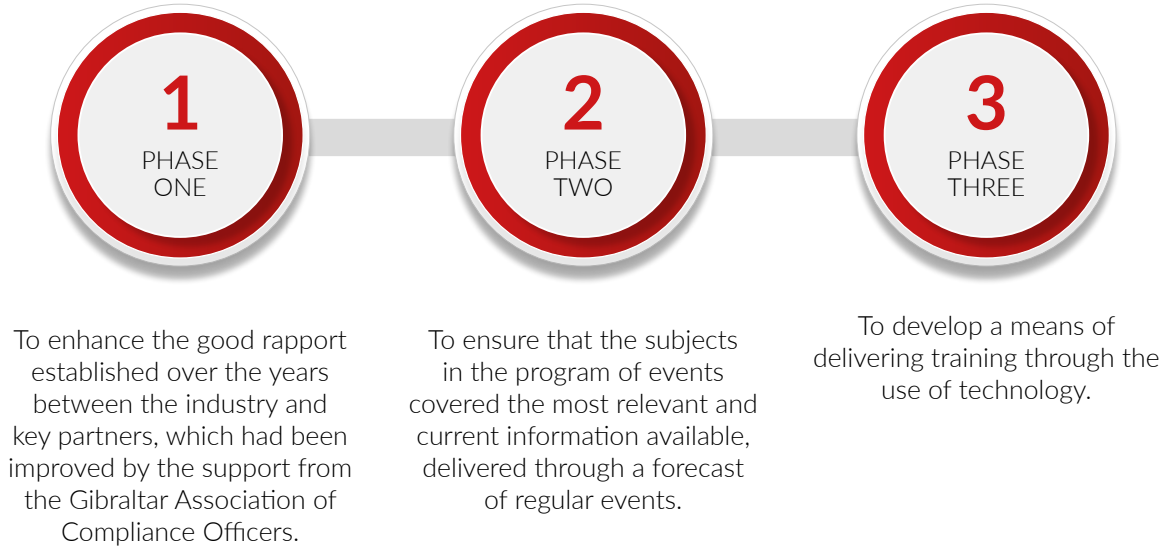 1
PHASE
ONE
To enhance the good rapport
established over the years
between the industry and
key partners, which had been
improved by the support from
the Gibraltar Association of
Compliance Officers.
2
PHASE
TWO
To ensure that the subjects
in the program of events
covered the most relevant and
current information available,
delivered through a forecast
of regular events.
3
PHASE
THREE
To develop a means of
delivering training through the
use of technology.